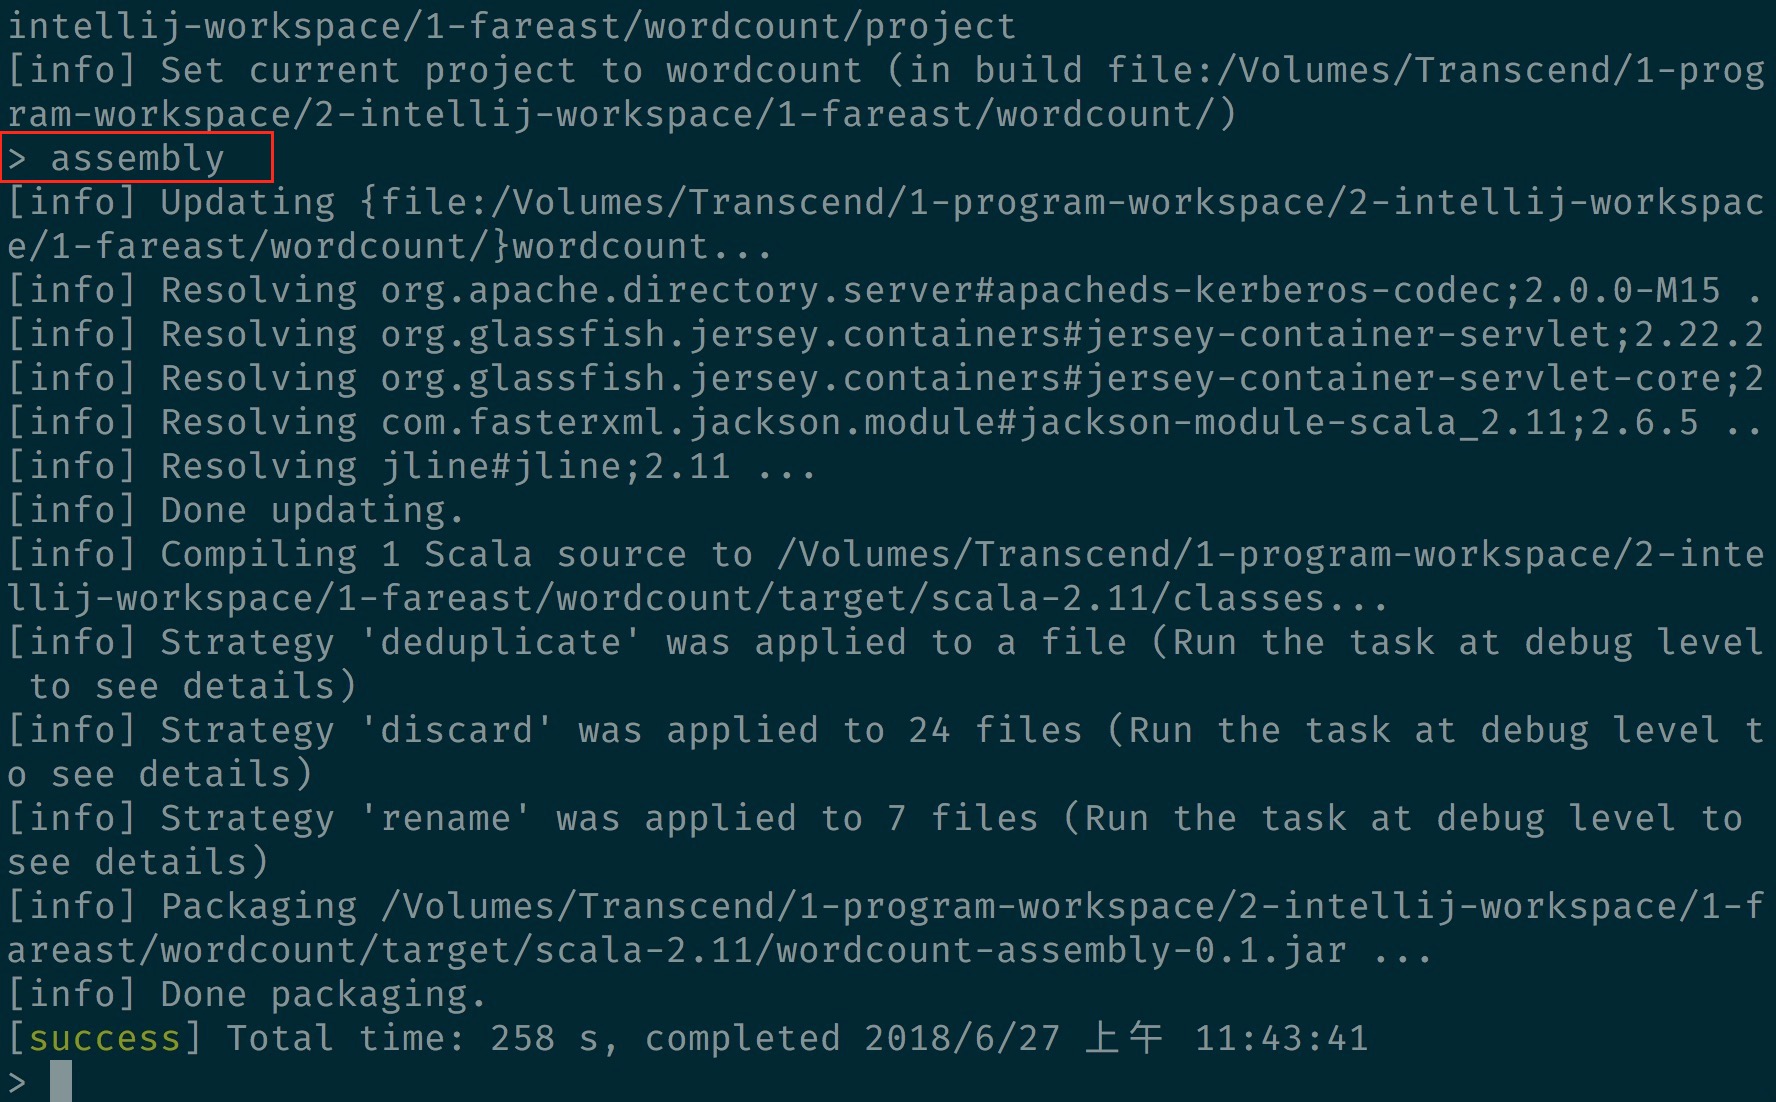 intellij-workspace/1-fareast/wordcount/project
[info] Set current project to wordcount (in build file:/Volumes/Transcend/1-prog
ram-workspace/2-intellij-workspace/1-fareast/wordcount/)
> assembly
[info] Updating {file:/Volumes/Transcend/1-program-workspace/2-intellij-workspac
e/1-fareast/wordcount/}wordcount...
[info] Resolving org.apache.directory.server#apacheds-kerberos-codec;2.0.0-M15 .
[info] Resolving org.glassfish.jersey.containers#jersey-container-servlet;2.22.2
[info] Resolving org.glassfish.jersey.containers#jersey-container-servlet-core;2
[info] Resolving com.fasterxml.jackson.module#jackson-module-scala_2.11;2.6.5 ..
[info] Resolving jline#jline;2.11 ...
[info] Done updating.
[info] Compiling 1 Scala source to /Volumes/Transcend/1-program-workspace/2-inte
llij-workspace/1-fareast/wordcount/target/scala-2.11/classes...
[info] Strategy 'deduplicate' was applied to a file (Run the task at debug level
 to see details)
[info] Strategy 'discard' was applied to 24 files (Run the task at debug level t
o see details)
[info] Strategy 'rename' was applied to 7 files (Run the task at debug level to
see details)
[info] Packaging /Volumes/Transcend/1-program-workspace/2-intellij-workspace/1-f
areast/wordcount/target/scala-2.11/wordcount-assembly-0.1.jar ...
[info] Done packaging.
[success] Total time: 258 s, completed 2018/6/27 上午 11:43:41
>